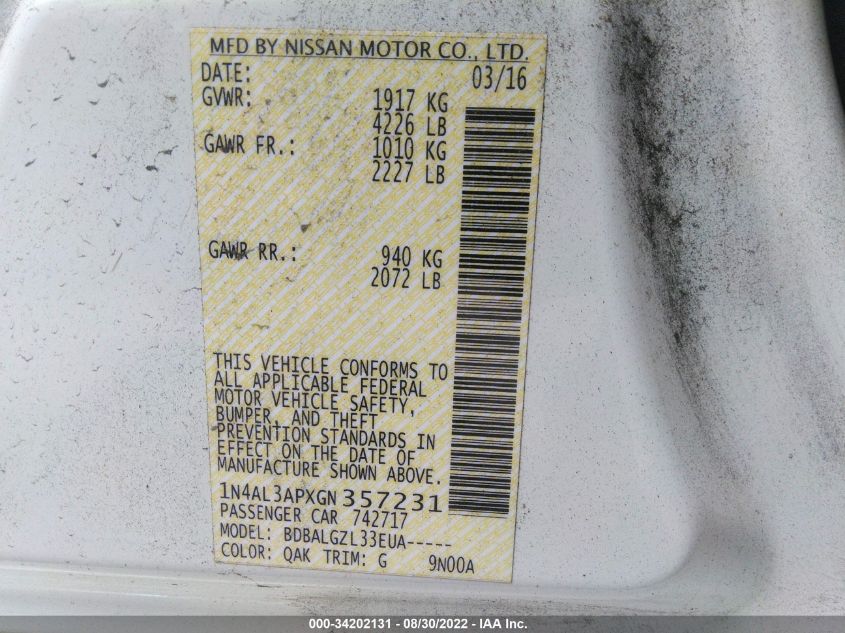 MFD BY NISSAN MOTOR CO., LTD.
DATE: 03/16
GVWR: 1917 KG
4226 LB
GAWR FR.: 1010 KG
2227 LB
GAWR RR.: 940 KG
2072 LB
THIS VEHICLE CONFORMS TO
ALL APPLICABLE FEDERAL
MOTOR VEHICLE SAFETY,
BUMPER, AND THEFT
PREVENTION STANDARDS IN
EFFECT ON THE DATE OF
MANUFACTURE SHOWN ABOVE.
1N4AL3APXGN357231
PASSENGER CAR 742717
MODEL: BDBALGZL33EUA-----
COLOR: QAK TRIM: G 9N00A
000-34202131 - 08/30/2022 - IAA Inc.